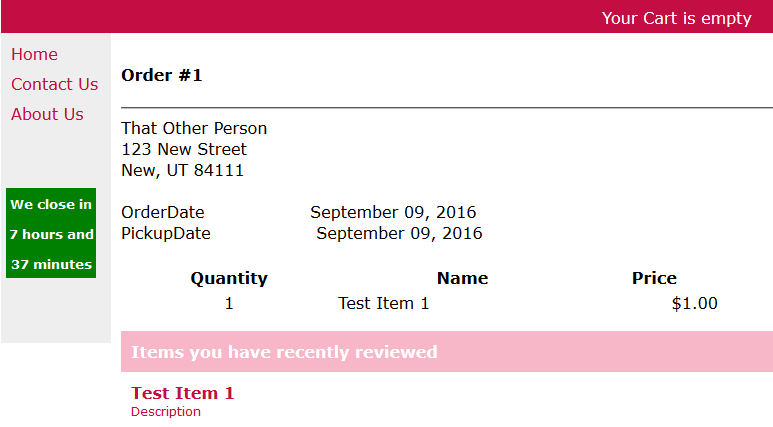 Your Cart is empty
Home
Contact Us
About Us
We close in
7 hours and
37 minutes
Order #1
That Other Person
123 New Street
New, UT 84111
OrderDate September 09, 2016
PickupDate September 09, 2016
Quantity Name Price
1 Test Item 1 $1.00
Items you have recently reviewed
Test Item 1
Description